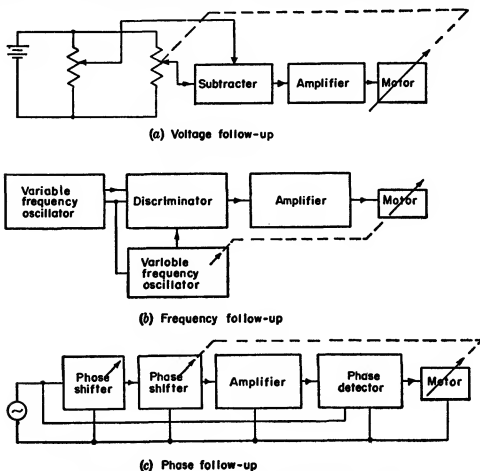 Subtracter
Amplifier
Motor
(a) Voltage follow-up
Variable
frequency
oscillator
Discriminator
Amplifier
Motor
Variable
frequency
oscillator
(b) Frequency follow-up
Phase
shifter
Phase
shifter
Amplifier
Phase
detector
Motor
(c) Phase follow-up